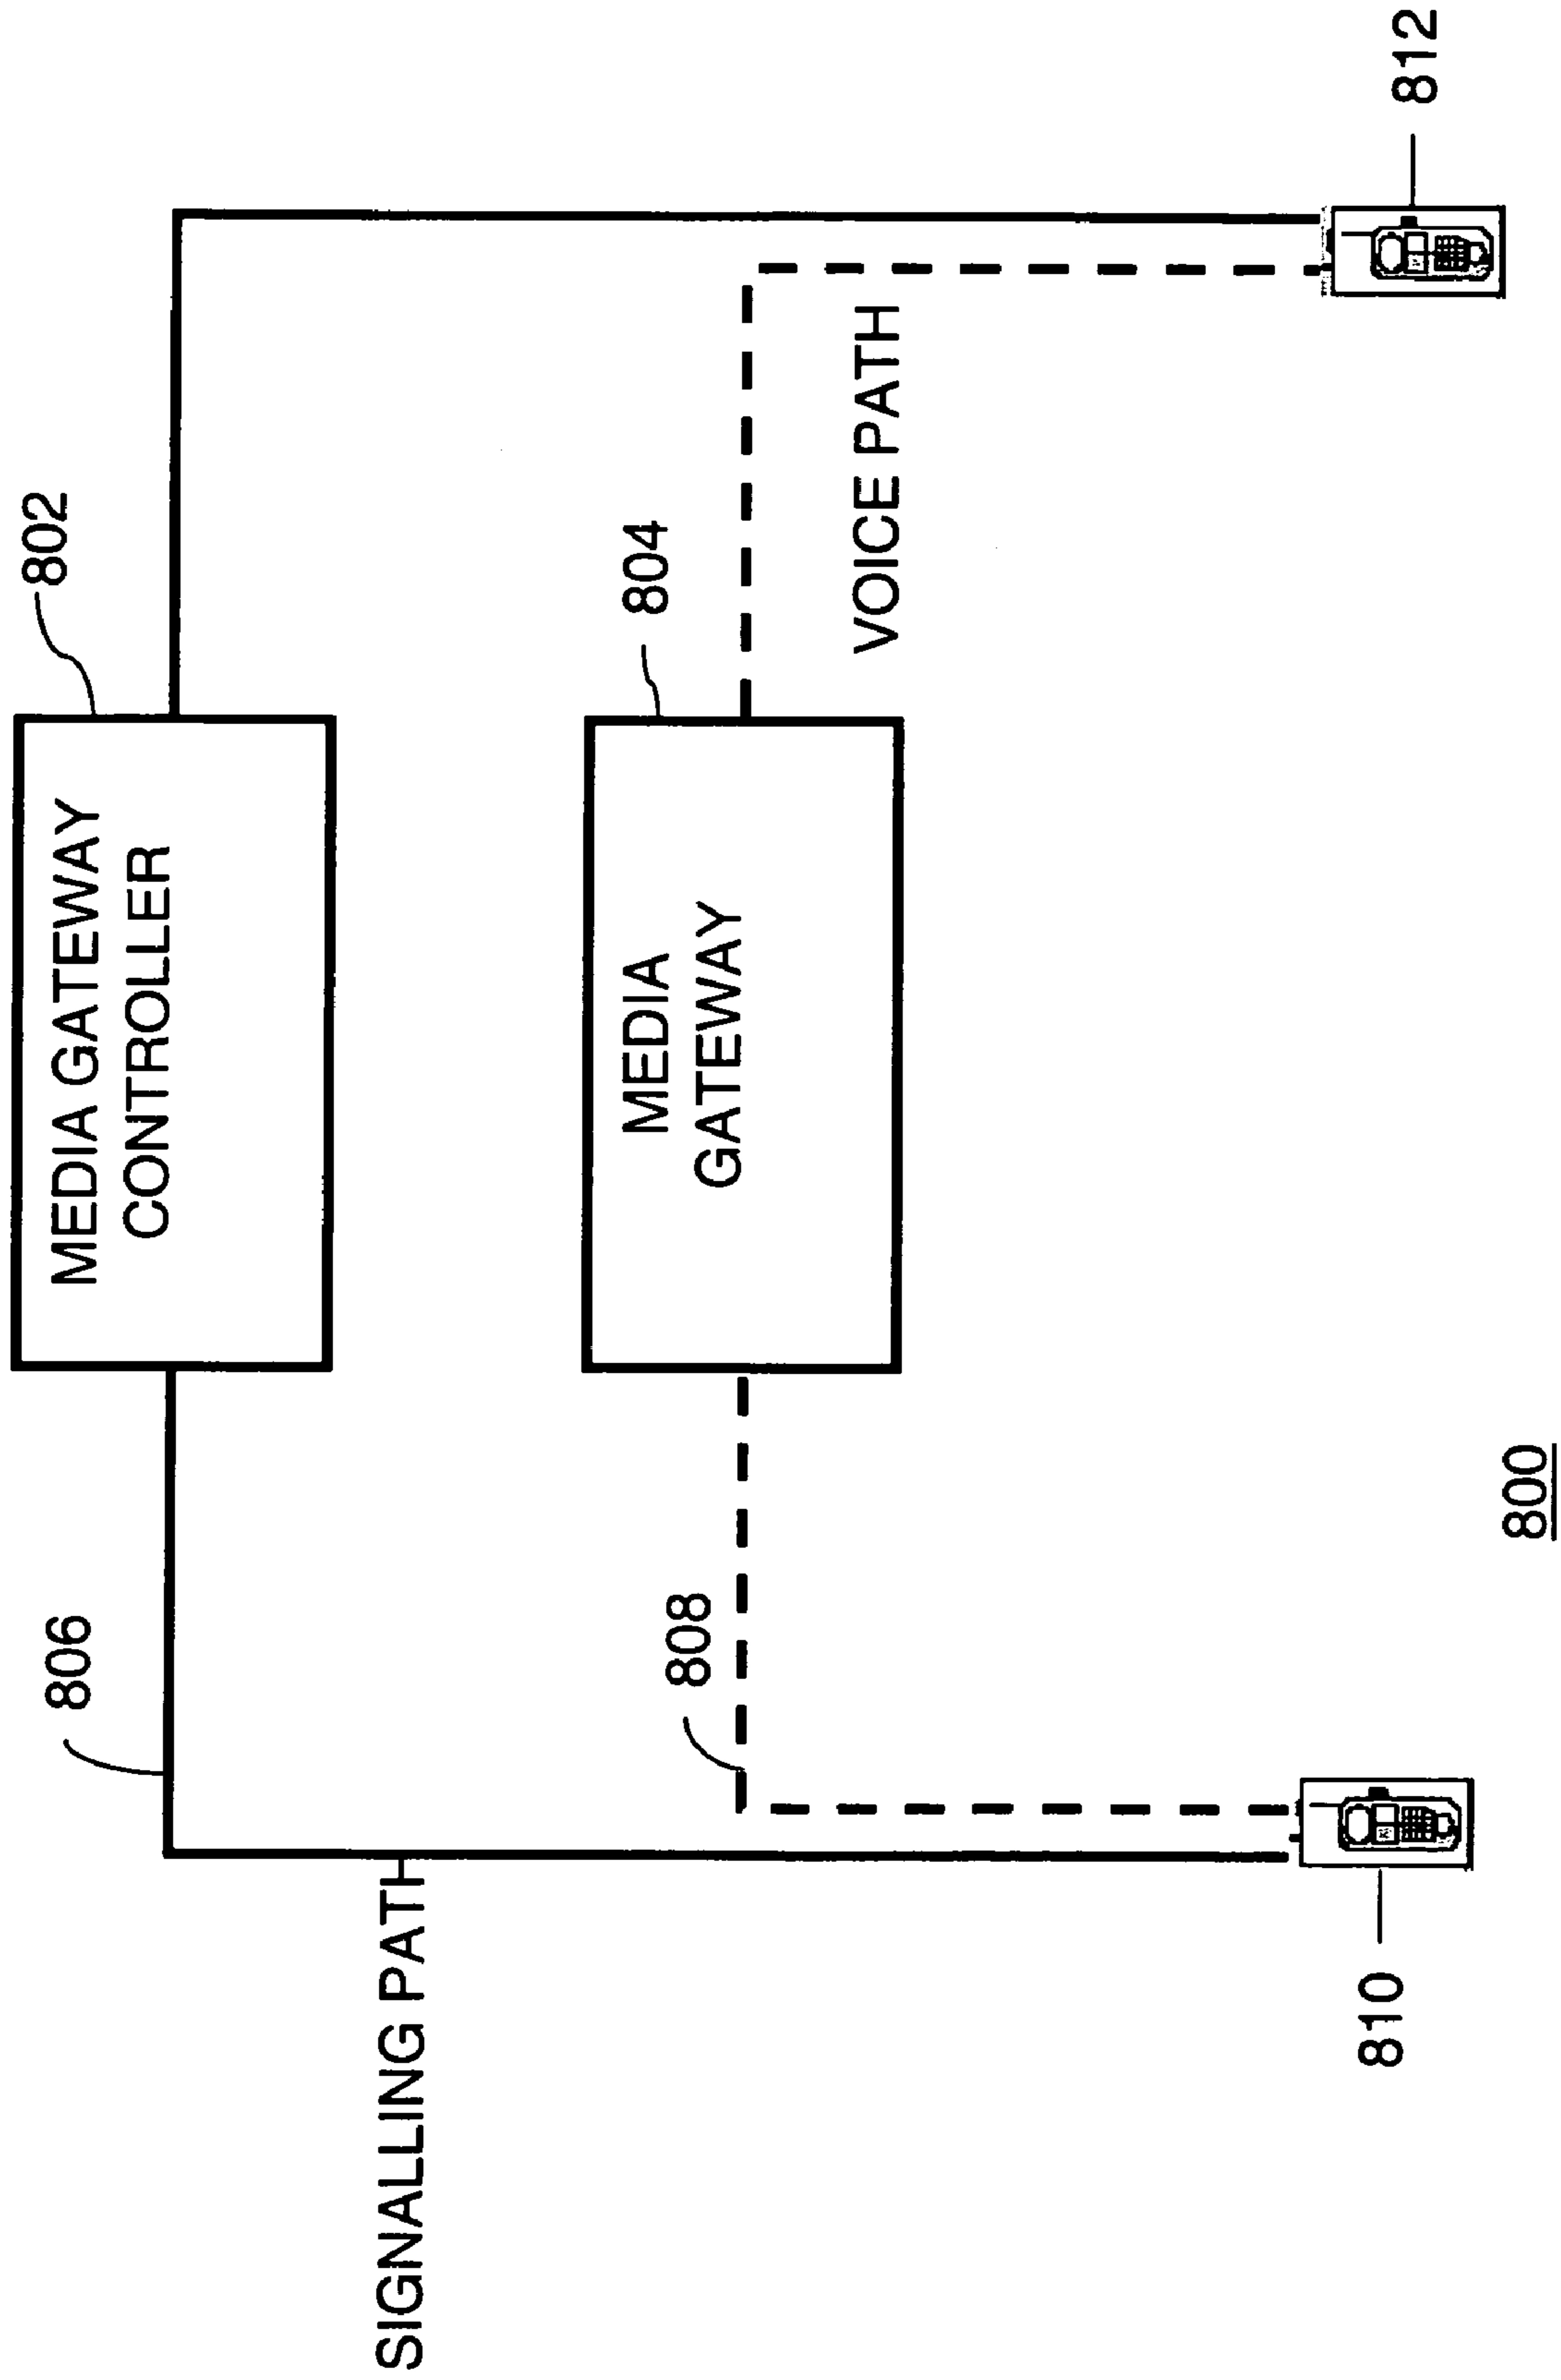 802
MEDIA GATEWAY
CONTROLLER
806
804
MEDIA
GATEWAY
808
SIGNALLING PATH
VOICE PATH
810
812
800